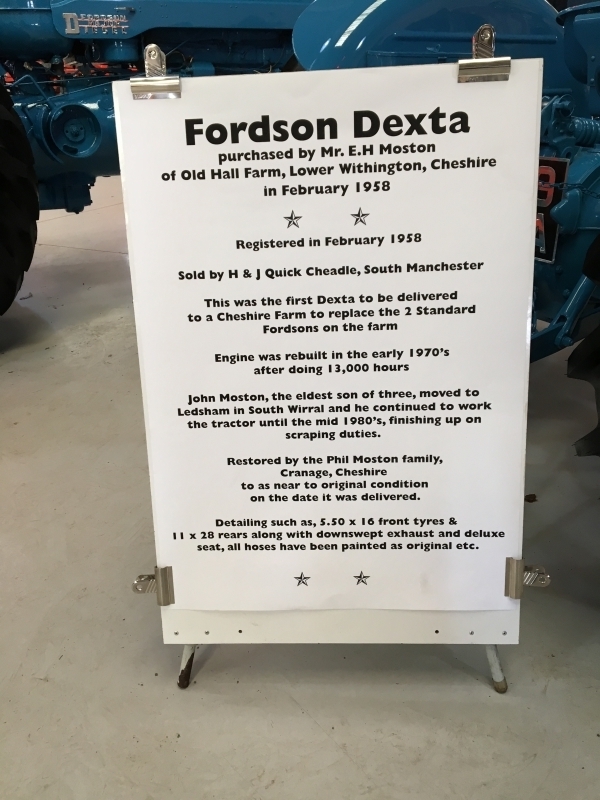 FORDSON
DIESEL
Fordson Dexta
purchased by Mr. E.H Moston
of Old Hall Farm, Lower Withington, Cheshire
in February 1958
Registered in February 1958
Sold by H & J Quick Cheadle, South Manchester
This was the first Dexta to be delivered
to a Cheshire Farm to replace the 2 Standard
Fordsons on the farm
Engine was rebuilt in the early 1970's
after doing 13,000 hours
John Moston, the eldest son of three, moved to
Ledsham in South Wirral and he continued to work
the tractor until the mid 1980's, finishing up on
scraping duties.
Restored by the Phil Moston family,
Cranage, Cheshire
to as near to original condition
on the date it was delivered.
Detailing such as, 5.50 x 16 front tyres &
11 x 28 rears along with downswept exhaust and deluxe
seat, all hoses have been painted as original etc.